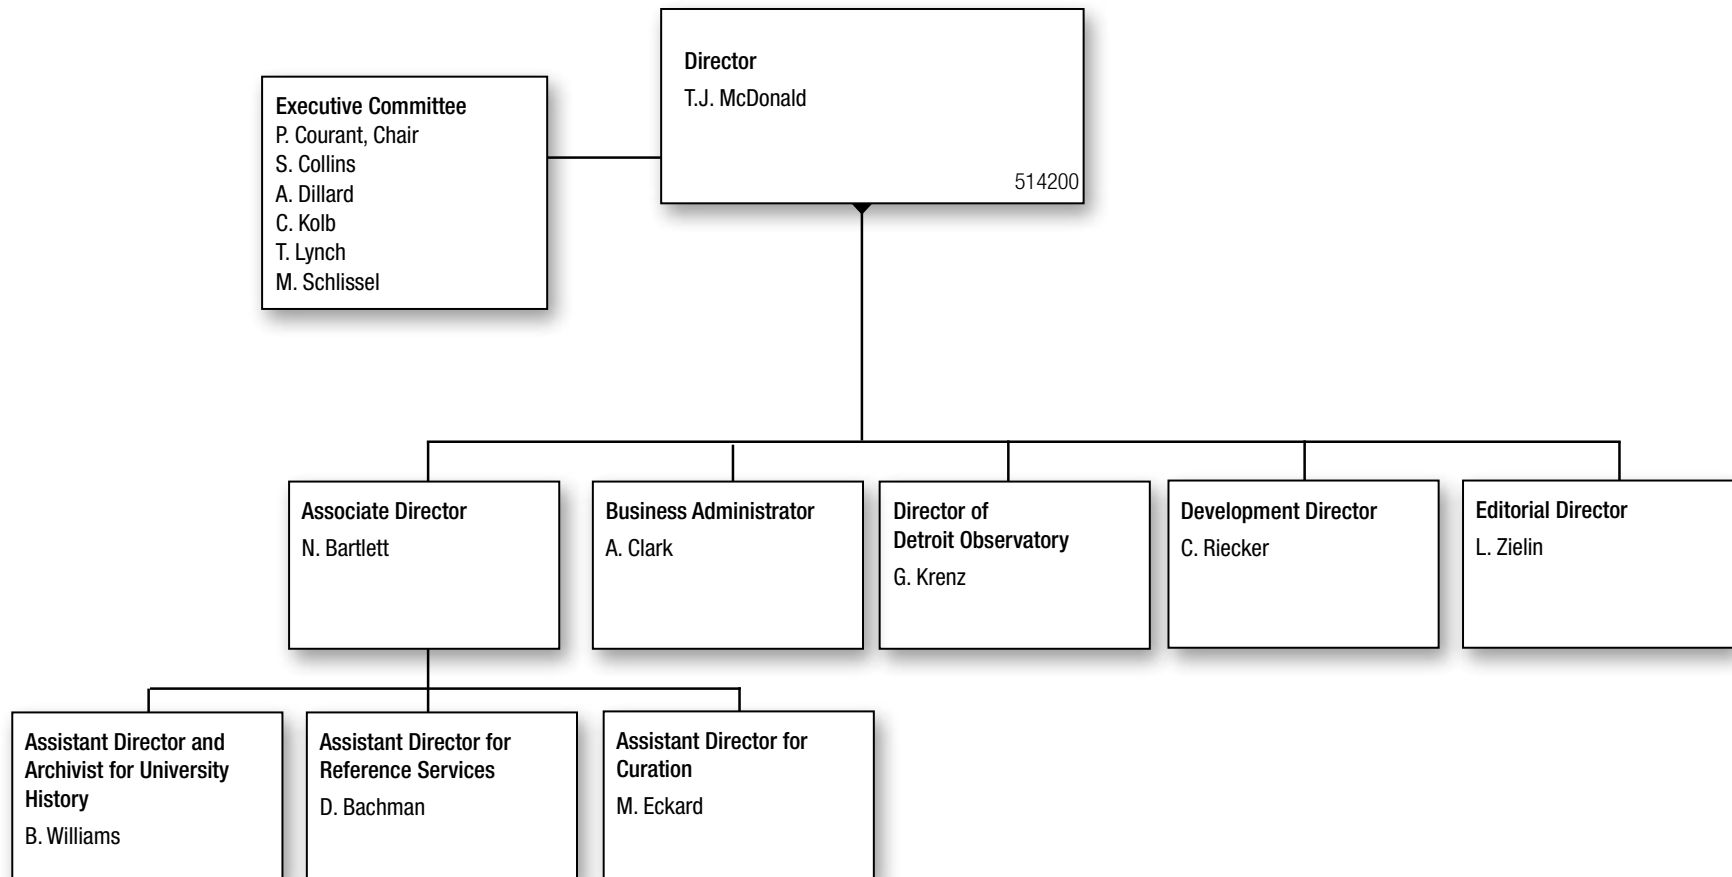 Director
T.J. McDonald
514200
Executive Committee
P. Courant, Chair
S. Collins
A. Dillard
C. Kolb
T. Lynch
M. Schlissel
Associate Director
N. Bartlett
Business Administrator
A. Clark
Director of
Detroit Observatory
G. Krenz
Development Director
C. Riecker
Editorial Director
L. Zielin
Assistant Director and
Archivist for University
History
B. Williams
Assistant Director for
Reference Services
D. Bachman
Assistant Director for
Curation
M. Eckard